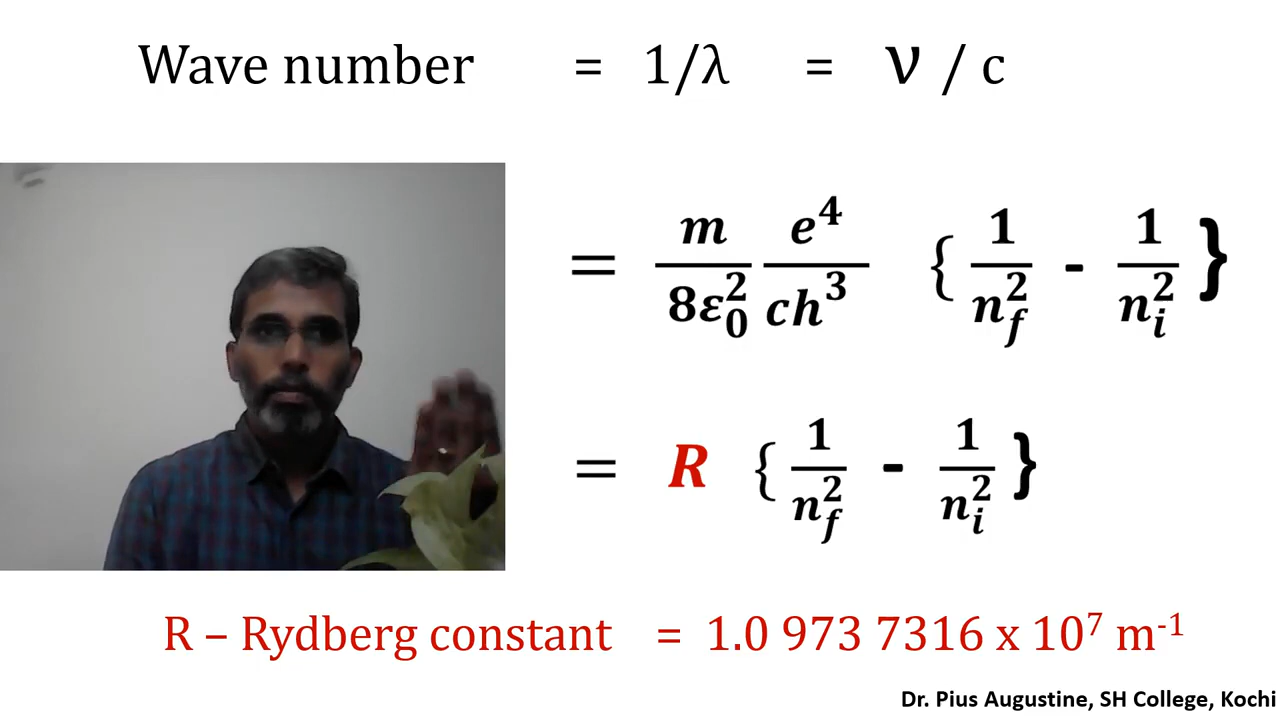 Wave number = 1/λ = ν / c
= m/8ε₀² e⁴/ch³ { 1/n_f² - 1/n_i² }
= R { 1/n_f² - 1/n_i² }
R – Rydberg constant = 1.0 973 7316 x 10⁷ m⁻¹
Dr. Pius Augustine, SH College, Kochi